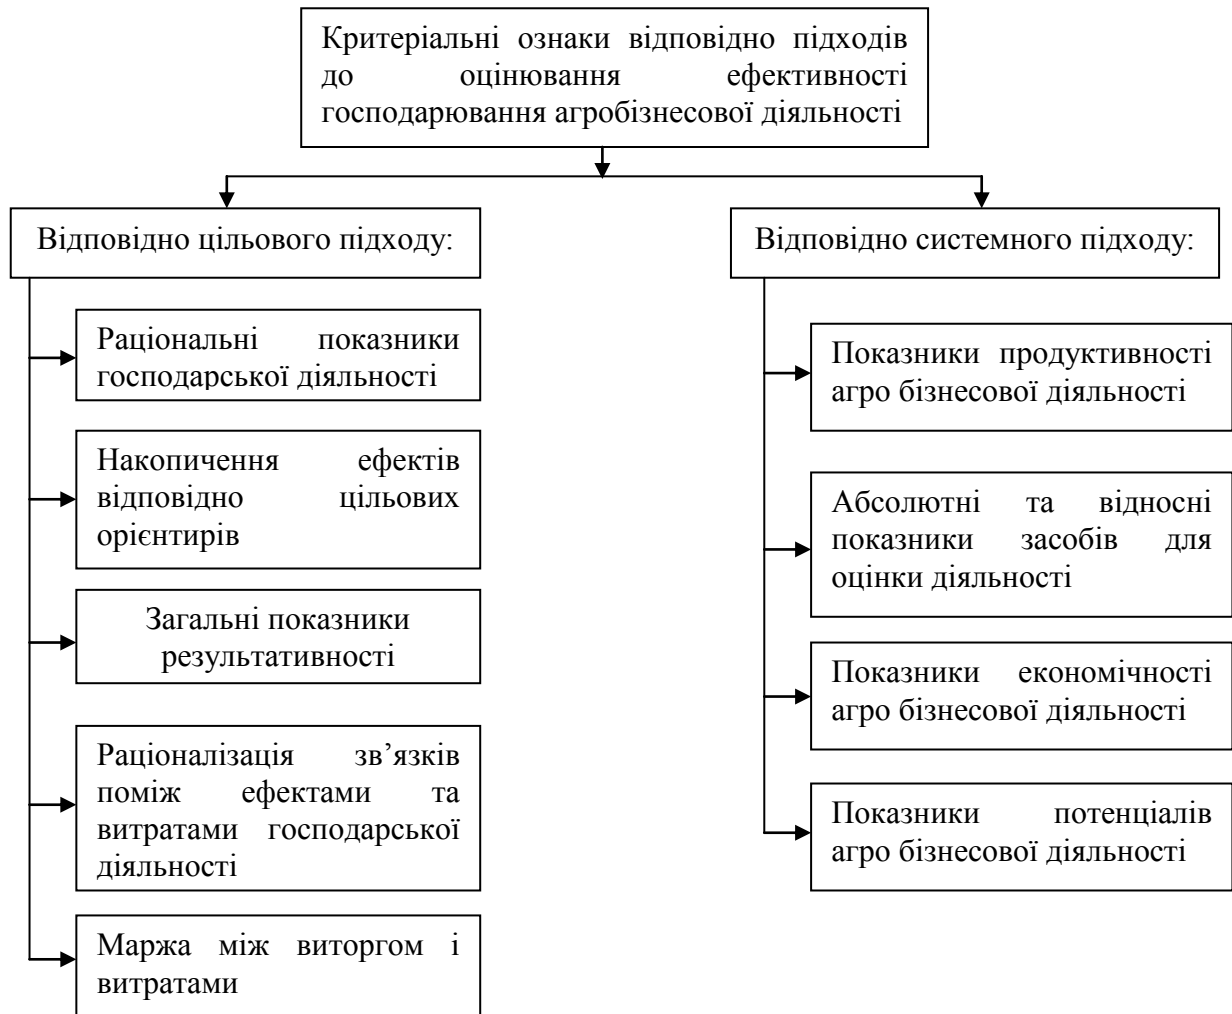 Критеріальні ознаки відповідно підходів
до оцінювання ефективності
господарювання агробізнесової діяльності
Відповідно цільового підходу:
Раціональні показники
господарської діяльності
Накопичення ефектів
відповідно цільових
орієнтирів
Загальні показники
результативності
Раціоналізація зв’язків
поміж ефектами та
витратами господарської
діяльності
Маржа між виторгом і
витратами
Відповідно системного підходу:
Показники продуктивності
агро бізнесової діяльності
Абсолютні та відносні
показники засобів для
оцінки діяльності
Показники економічності
агро бізнесової діяльності
Показники потенціалів
агро бізнесової діяльності